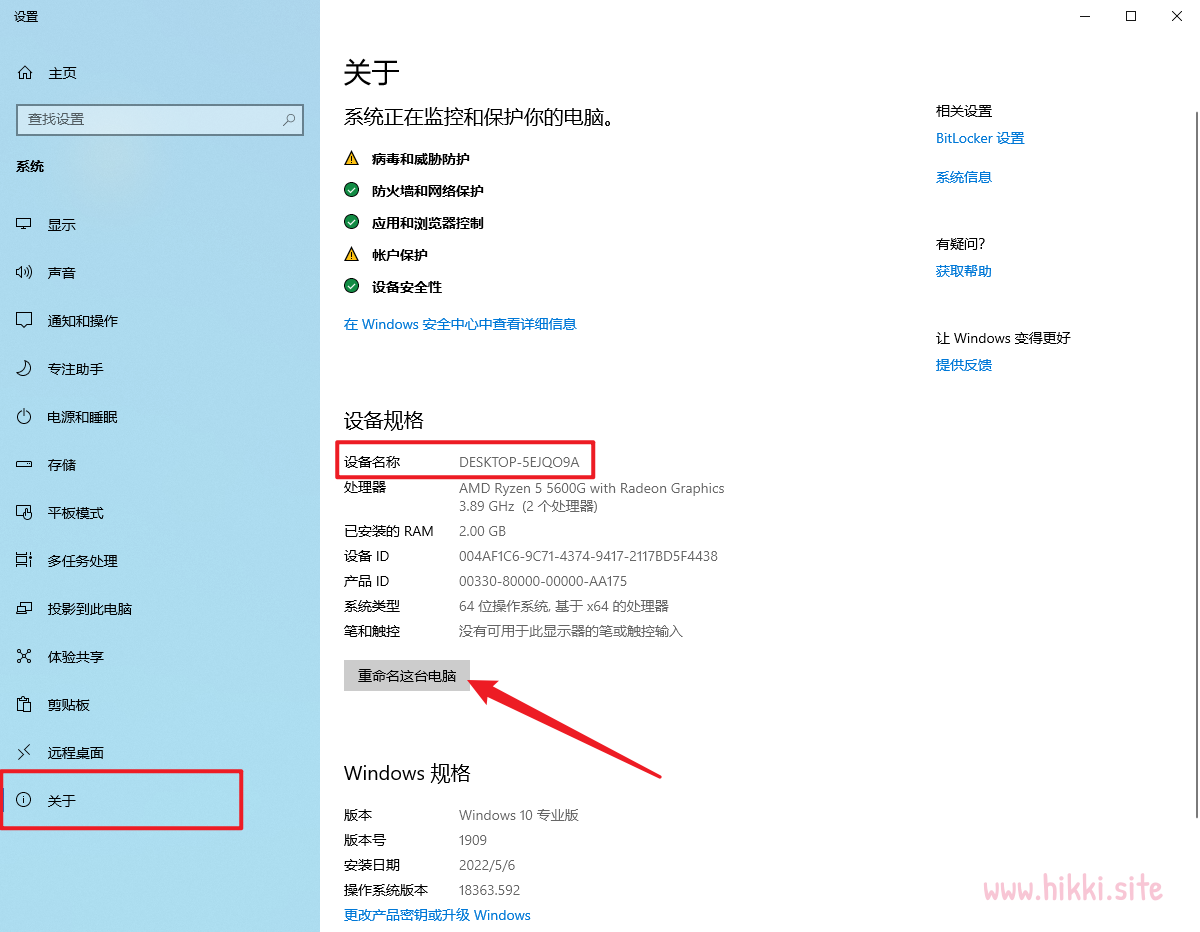 设置
主页
查找设置
系统
显示
声音
通知和操作
专注助手
电源和睡眠
存储
平板模式
多任务处理
投影到此电脑
体验共享
剪贴板
远程桌面
关于
关于
系统正在监控和保护你的电脑。
病毒和威胁防护
防火墙和网络保护
应用和浏览器控制
帐户保护
设备安全性
在 Windows 安全中心中查看详细信息
设备规格
设备名称 DESKTOP-5EJQO9A
处理器 AMD Ryzen 5 5600G with Radeon Graphics
3.89 GHz (2 个处理器)
已安装的 RAM 2.00 GB
设备 ID 004AF1C6-9C71-4374-9417-2117BD5F4438
产品 ID 00330-80000-00000-AA175
系统类型 64 位操作系统, 基于 x64 的处理器
笔和触控 没有可用于此显示器的笔或触控输入
重命名这台电脑
Windows 规格
版本 Windows 10 专业版
版本号 1909
安装日期 2022/5/6
操作系统版本 18363.592
更改产品密钥或升级 Windows
相关设置
BitLocker 设置
系统信息
有疑问?
获取帮助
让 Windows 变得更好
提供反馈
www.hikki.site